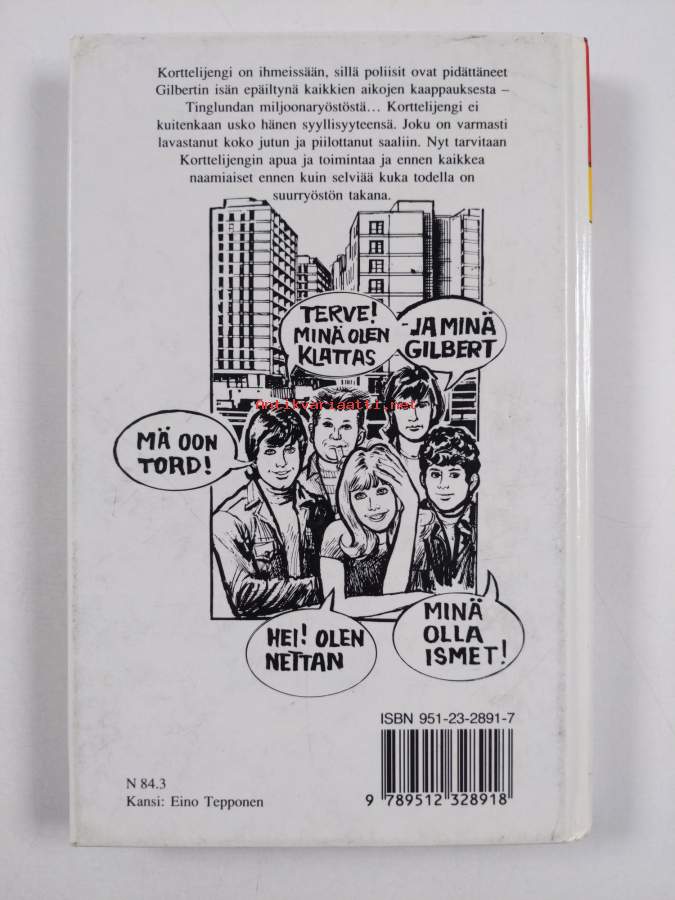 Korttelijengi on ihmeissään, sillä poliisit ovat pidättäneet
Gilbertin isän epäiltynä kaikkien aikojen kaappauksesta –
Tinglundan miljoonaryöstöstä... Korttelijengi ei
kuitenkaan usko hänen syyllisyyteensä. Joku on varmasti
lavastanut koko jutun ja piilottanut saaliin. Nyt tarvitaan
Korttelijengin apua ja toimintaa ja ennen kaikkea
naamiaiset ennen kuin selviää kuka todella on
suurryöstön takana.
TERVE!
MINÄ OLEN
KLATTAS
-JA MINÄ
GILBERT
Antikvariaatti.net
MÄ OON
TORD!
HEI! OLEN
NETTAN
MINÄ
OLLA
ISMET!
ISBN 951-23-2891-7
N 84.3
Kansi: Eino Tepponen
9 789512 328918